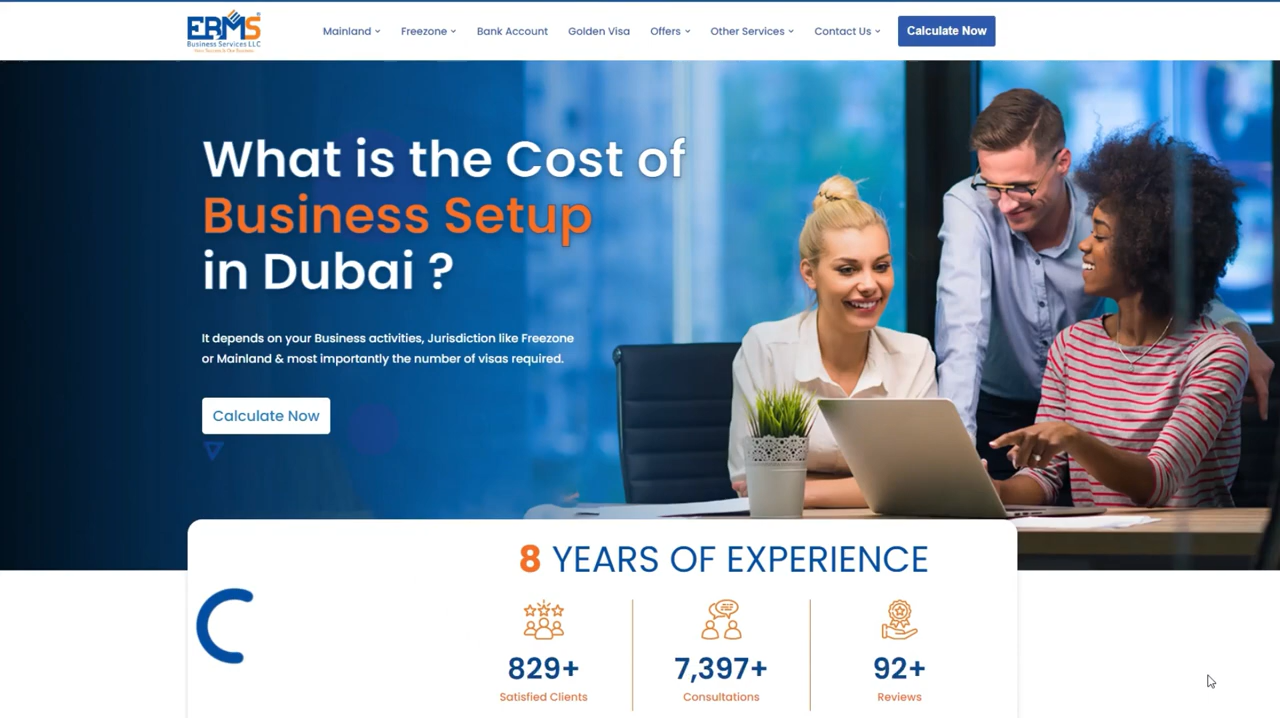 EBMS
Business Services LLC
Mainland Freezone Bank Account Golden Visa Offers Other Services Contact Us Calculate Now
What is the Cost of
Business Setup
in Dubai ?
It depends on your Business activities, Jurisdiction like Freezone
or Mainland & most importantly the number of visas required.
Calculate Now
8 YEARS OF EXPERIENCE
829+ 7,397+ 92+
Satisfied Clients Consultations Reviews